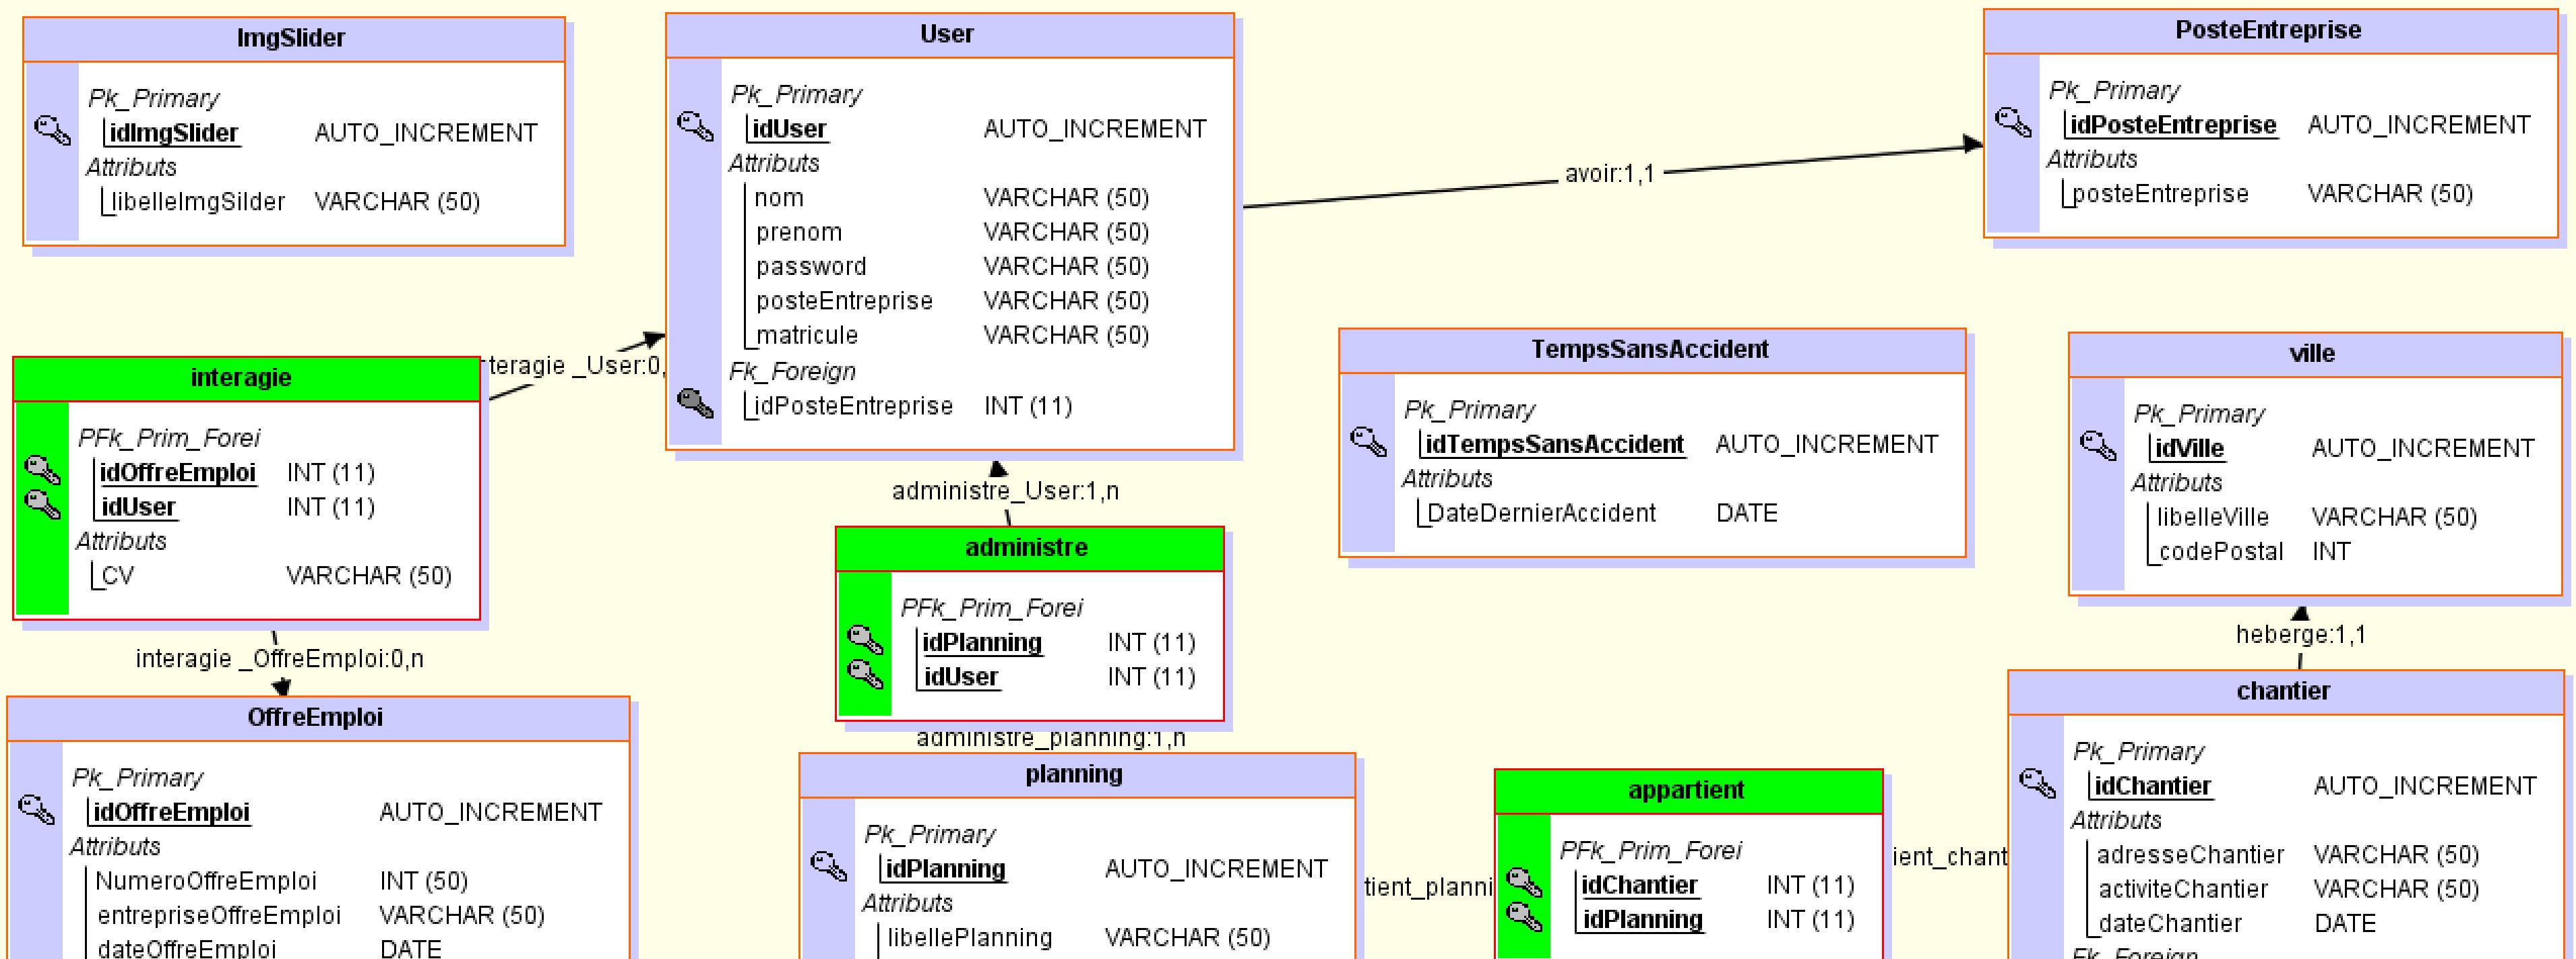 ImgSlider
Pk_Primary
idImgSlider AUTO_INCREMENT
Attributs
libelleImgSilder VARCHAR (50)
User
Pk_Primary
idUser AUTO_INCREMENT
Attributs
nom VARCHAR (50)
prenom VARCHAR (50)
password VARCHAR (50)
posteEntreprise VARCHAR (50)
matricule VARCHAR (50)
Fk_Foreign
idPosteEntreprise INT (11)
avoir:1,1
PosteEntreprise
Pk_Primary
idPosteEntreprise AUTO_INCREMENT
Attributs
posteEntreprise VARCHAR (50)
nteragie _User:0,
interagie
PFk_Prim_Forei
idOffreEmploi INT (11)
idUser INT (11)
Attributs
CV VARCHAR (50)
interagie _OffreEmploi:0,n
administre_User:1,n
administre
PFk_Prim_Forei
idPlanning INT (11)
idUser INT (11)
administre_planning:1,n
TempsSansAccident
Pk_Primary
idTempsSansAccident AUTO_INCREMENT
Attributs
DateDernierAccident DATE
ville
Pk_Primary
idVille AUTO_INCREMENT
Attributs
libelleVille VARCHAR (50)
codePostal INT
heberge:1,1
OffreEmploi
Pk_Primary
idOffreEmploi AUTO_INCREMENT
Attributs
NumeroOffreEmploi INT (50)
entrepriseOffreEmploi VARCHAR (50)
dateOffreEmploi DATE
planning
Pk_Primary
idPlanning AUTO_INCREMENT
Attributs
libellePlanning VARCHAR (50)
tient_planni
appartient
PFk_Prim_Forei
idChantier INT (11)
idPlanning INT (11)
ient_chant
chantier
Pk_Primary
idChantier AUTO_INCREMENT
Attributs
adresseChantier VARCHAR (50)
activiteChantier VARCHAR (50)
dateChantier DATE
Fk_Foreign